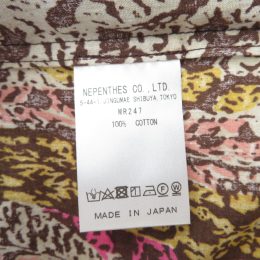 NEPENTHES CO.,LTD.
5-44-1 JINGUMAE SHIBUYA TOKYO
WR247
100% COTTON
MADE IN JAPAN